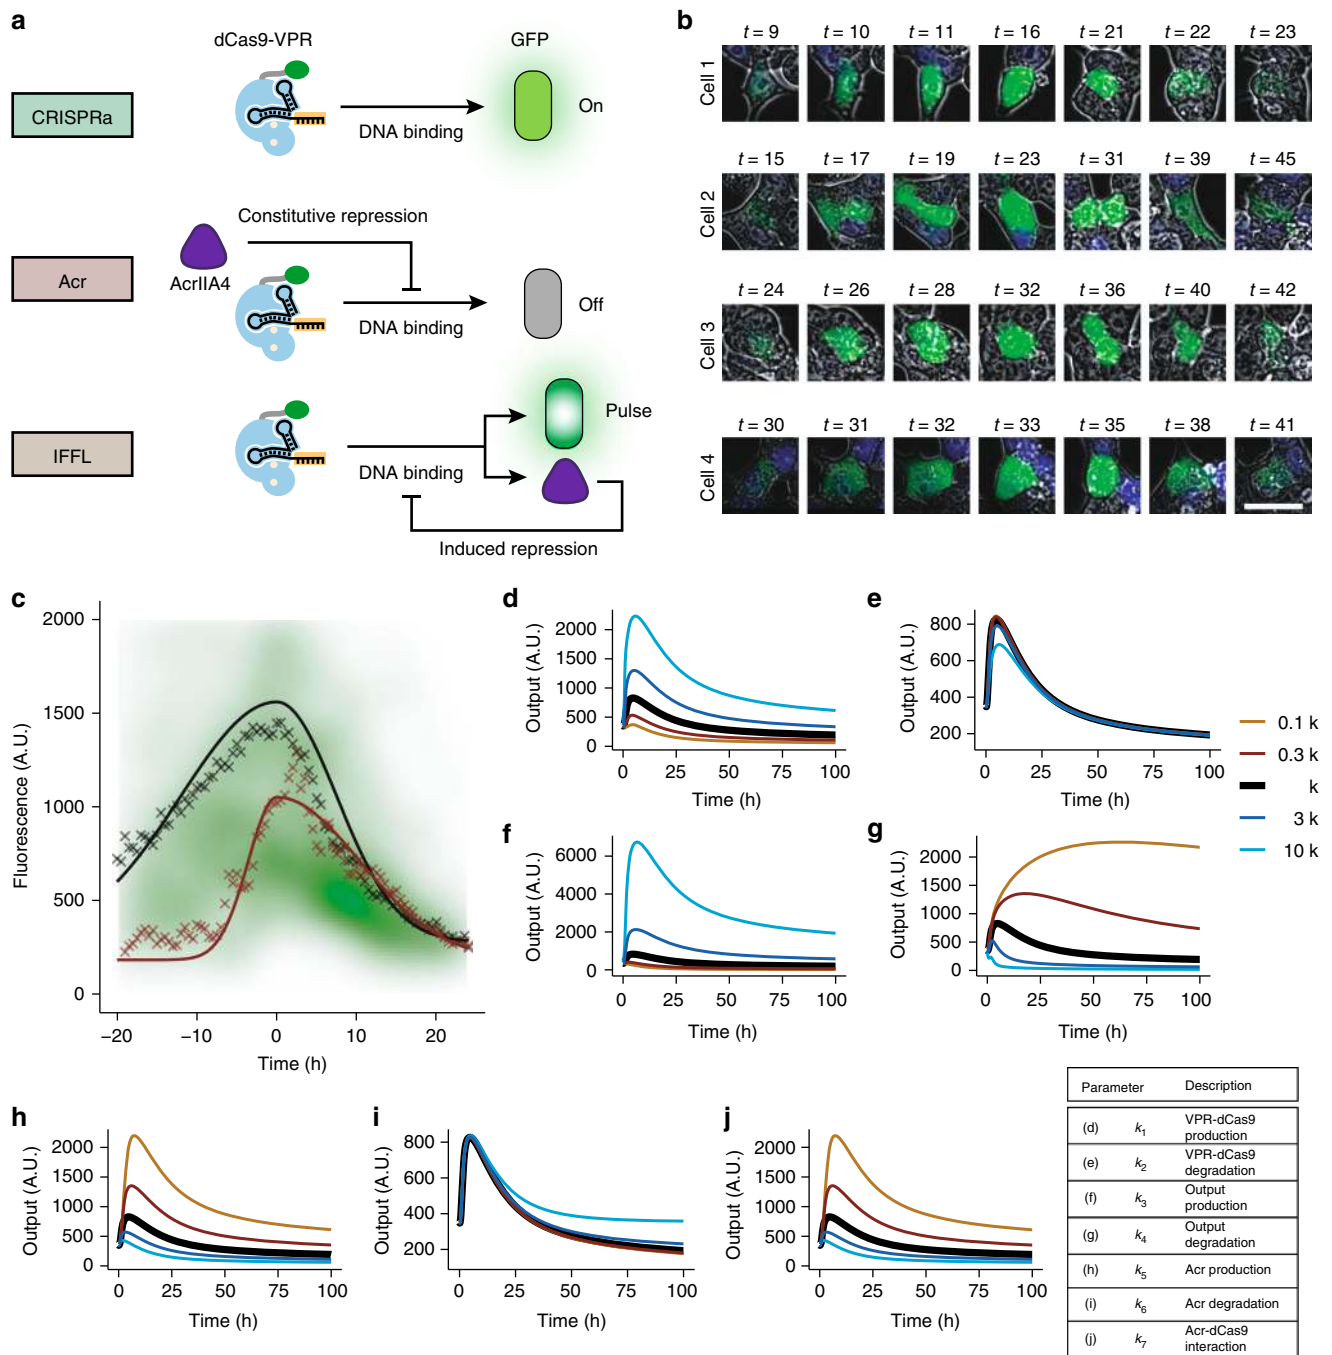 a
dCas9-VPR
GFP
CRISPRa
DNA binding
On
Constitutive repression
Acr
AcrIIA4
DNA binding
Off
IFFL
DNA binding
Pulse
Induced repression
b
Cell 1
t = 9 t = 10 t = 11 t = 16 t = 21 t = 22 t = 23
Cell 2
t = 15 t = 17 t = 19 t = 23 t = 31 t = 39 t = 45
Cell 3
t = 24 t = 26 t = 28 t = 32 t = 36 t = 40 t = 42
Cell 4
t = 30 t = 31 t = 32 t = 33 t = 35 t = 38 t = 41
c
Fluorescence (A.U.)
2000
1500
1000
500
0
−20 −10 0 10 20
Time (h)
d
Output (A.U.)
2000
1500
1000
500
0
0 25 50 75 100
Time (h)
e
Output (A.U.)
800
600
400
200
0 25 50 75 100
Time (h)
0.1 k
0.3 k
k
3 k
10 k
f
Output (A.U.)
6000
4000
2000
0
0 25 50 75 100
Time (h)
g
Output (A.U.)
2000
1500
1000
500
0
0 25 50 75 100
Time (h)
h
Output (A.U.)
2000
1500
1000
500
0
0 25 50 75 100
Time (h)
i
Output (A.U.)
800
600
400
200
0 25 50 75 100
Time (h)
j
Output (A.U.)
2000
1500
1000
500
0
0 25 50 75 100
Time (h)
Parameter Description
(d) k1 VPR-dCas9
production
(e) k2 VPR-dCas9
degradation
(f) k3 Output
production
(g) k4 Output
degradation
(h) k5 Acr production
(i) k6 Acr degradation
(j) k7 Acr-dCas9
interaction